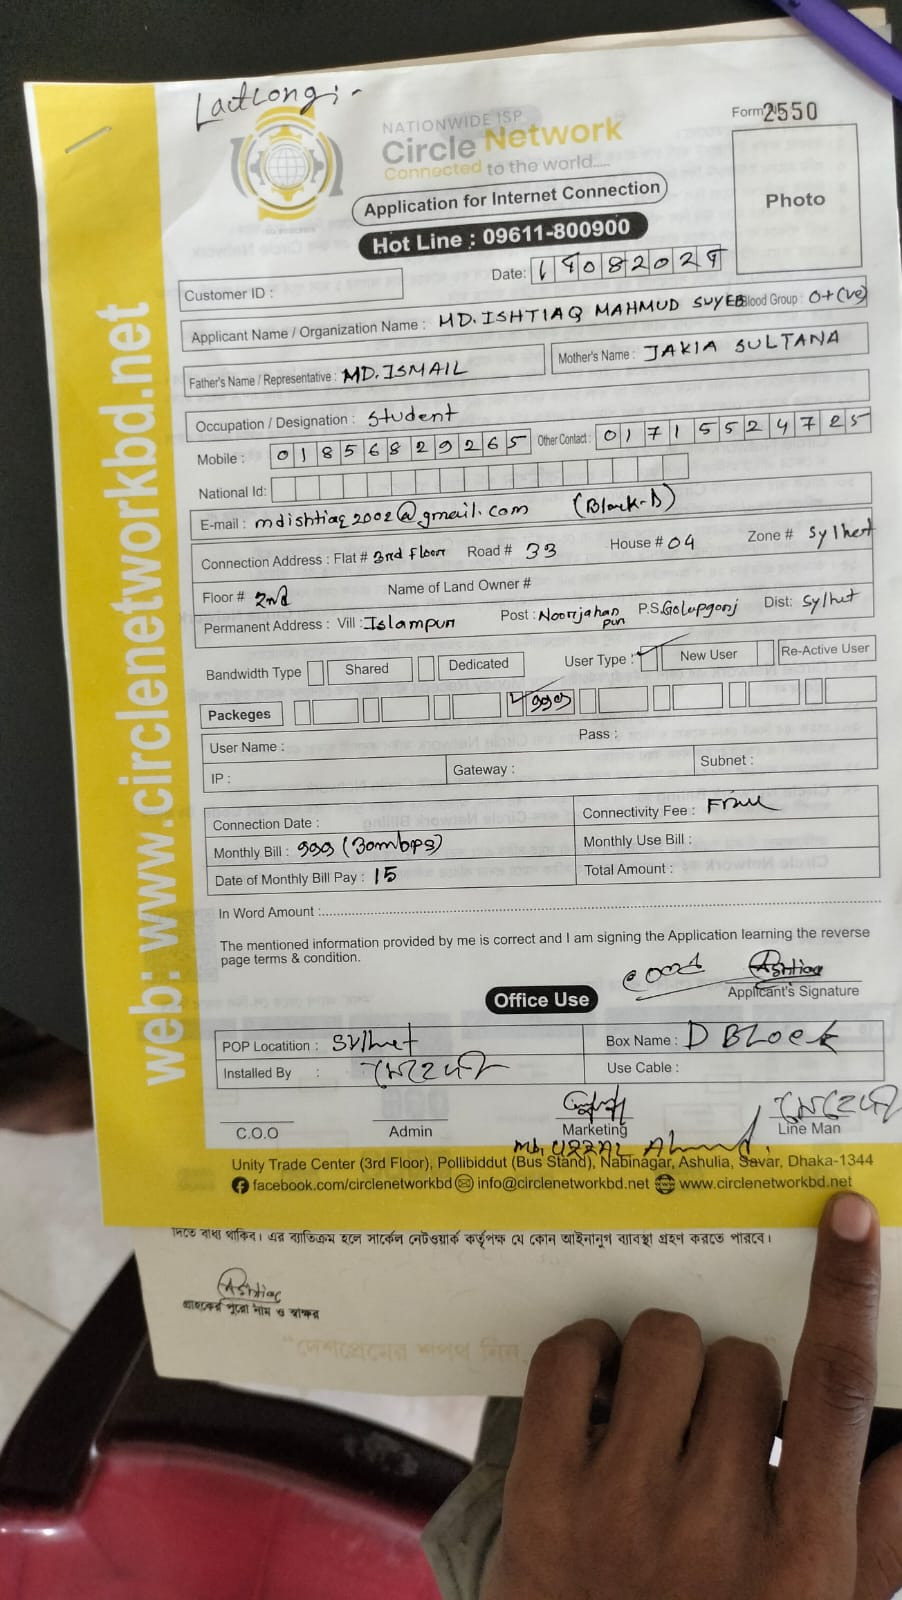 Latlong:-
NATIONWIDE ISP
Circle Network
Connected to the world.....
Form 2550
Photo
Application for Internet Connection
Hot Line : 09611-800900
Date:
Customer ID :
Applicant Name / Organization Name : MD. ISHTIAQ MAHMUD SUYEB Blood Group : O+(ve)
Father's Name / Representative : MD. ISMAIL Mother's Name : JAKIA SULTANA
Occupation / Designation : Student
Mobile : 01856829265 Other Contact : 01715524725
National Id:
E-mail : mdishtiaq2002@gmail.com (Block-D)
Connection Address : Flat # 3rd Floor Road # 33 House # 04 Zone # Sylhet
Floor # 2nd Name of Land Owner #
Permanent Address : Vill : Islampur Post : Noorjahan pur P.S. Golapgonj Dist: Sylhet
Bandwidth Type Shared Dedicated User Type : New User Re-Active User
Packeges 999
User Name : Pass :
IP : Gateway : Subnet :
Connection Date : Connectivity Fee :
Monthly Bill : 999 (30mbps) Monthly Use Bill :
Date of Monthly Bill Pay : 15 Total Amount :
In Word Amount :
The mentioned information provided by me is correct and I am signing the Application learning the reverse
page terms & condition.
Ashtiaq
Applicant's Signature
Office Use
POP Locatition : Sylhet Box Name : D BLock
Installed By : মেহেদী Use Cable :
মেহেদী
C.O.O Admin Marketing Line Man
Unity Trade Center (3rd Floor), Pollibiddut (Bus Stand), Nabinagar, Ashulia, Savar, Dhaka-1344
facebook.com/circlenetworkbd info@circlenetworkbd.net www.circlenetworkbd.net
web: www.circlenetworkbd.net
দিতে বাধ্য থাকিব। এর ব্যতিক্রম হলে সার্কেল নেটওয়ার্ক কর্তৃপক্ষ যে কোন আইনানুগ ব্যাবস্থা গ্রহণ করতে পারবে।
Ashtiaq
গ্রাহকের পুরো নাম ও স্বাক্ষর
"দেশপ্রেমের শপথ নিন